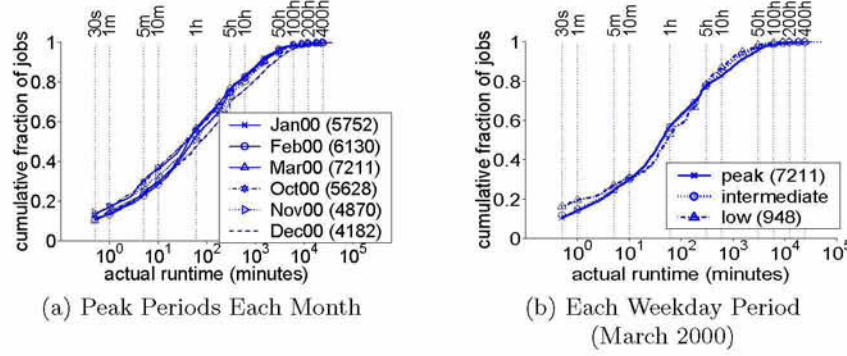 30s
1m
5m
10m
1h
5h
10h
50h
100h
200h
400h
cumulative fraction of jobs
1
0.8
0.6
0.4
0.2
0
Jan00 (5752)
Feb00 (6130)
Mar00 (7211)
Oct00 (5628)
Nov00 (4870)
Dec00 (4182)
10^0 10^1 10^2 10^3 10^4 10^5
actual runtime (minutes)
(a) Peak Periods Each Month
30s
1m
5m
10m
1h
5h
10h
50h
100h
200h
400h
cumulative fraction of jobs
1
0.8
0.6
0.4
0.2
0
peak (7211)
intermediate
low (948)
10^0 10^1 10^2 10^3 10^4 10^5
actual runtime (minutes)
(b) Each Weekday Period
(March 2000)